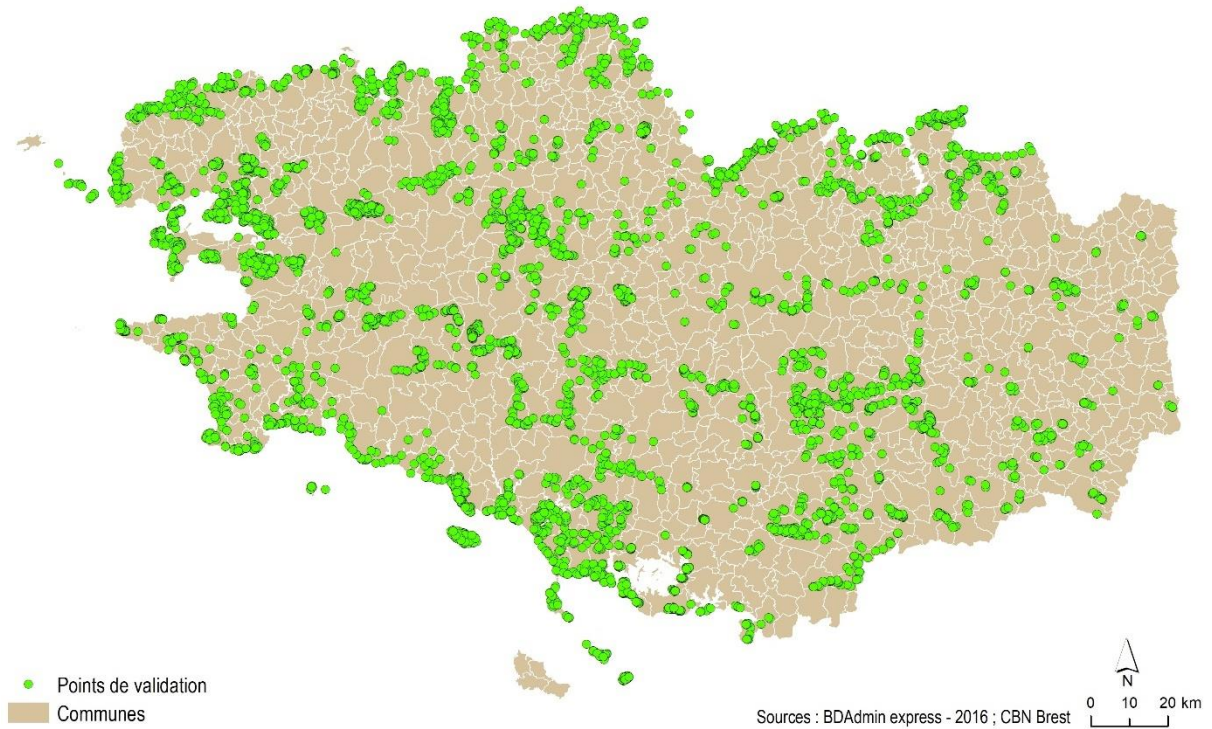 Points de validation
Communes
Sources : BDAdmin express - 2016 ; CBN Brest
N
0 10 20 km